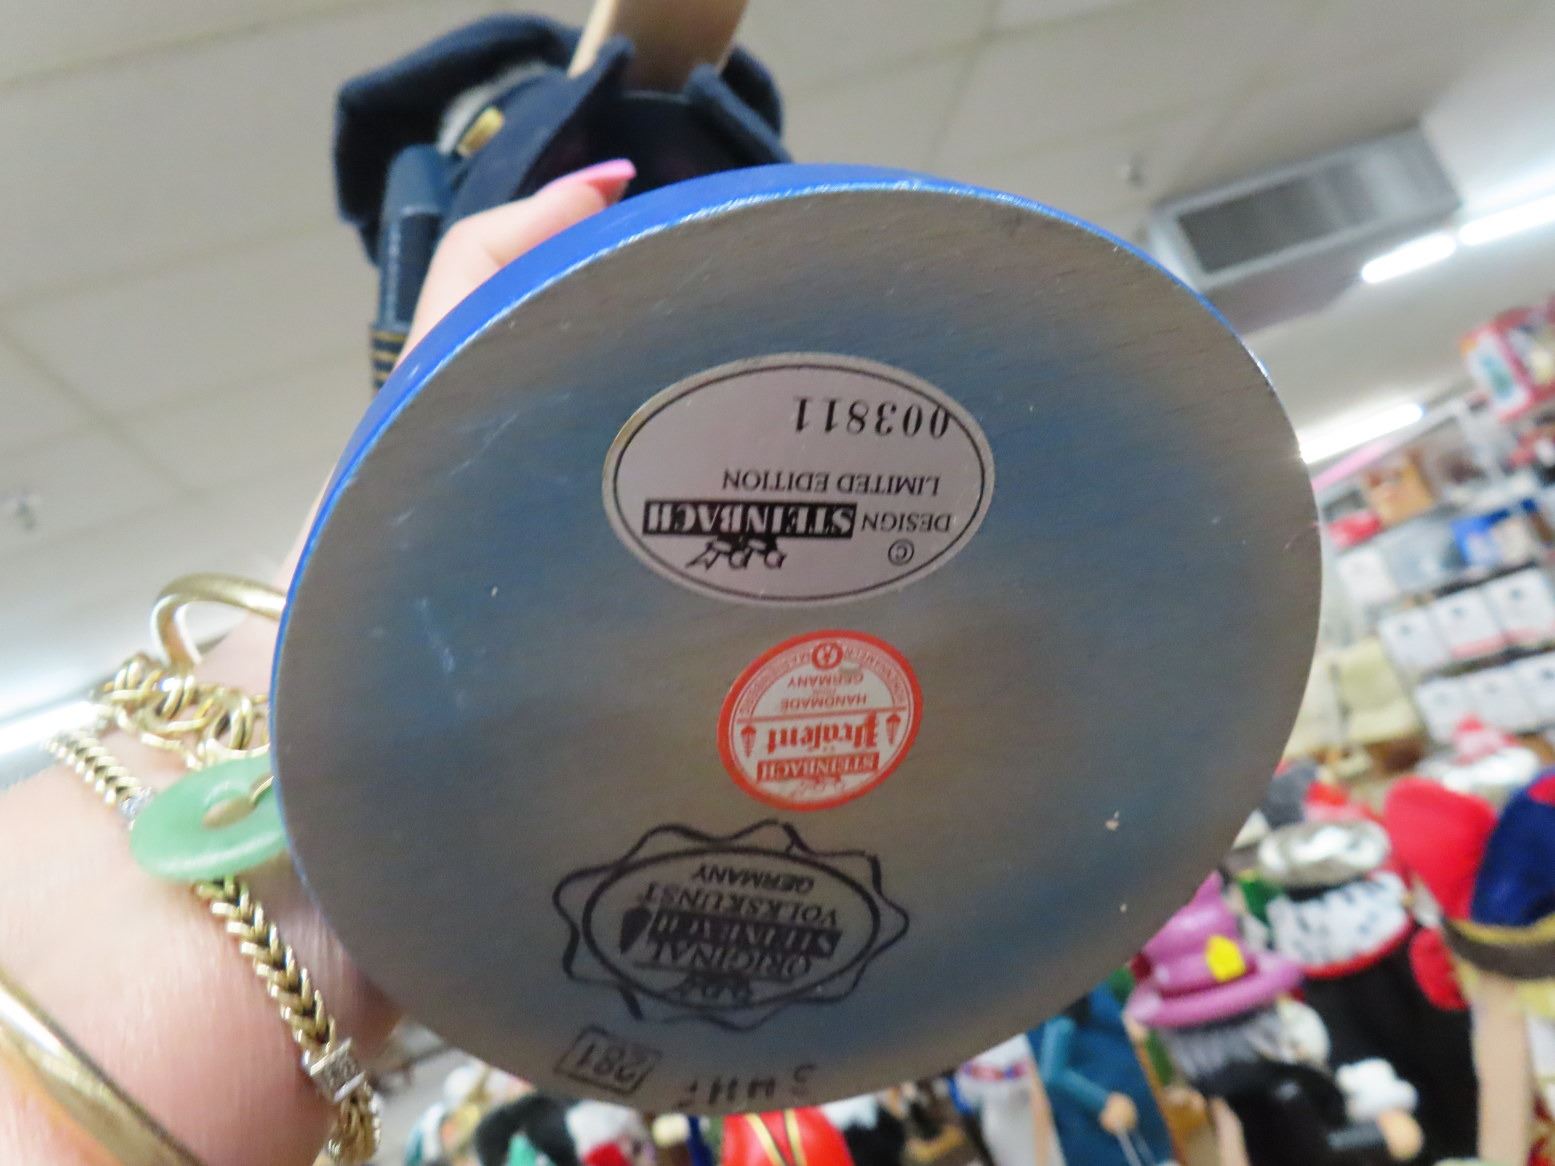 ©
DESIGN STEINBACH
LIMITED EDITION
003811
STEINBACH
HANDMADE
GERMANY
ORIGINAL
STEINBACH
VOLKSKUNST
GERMANY
281